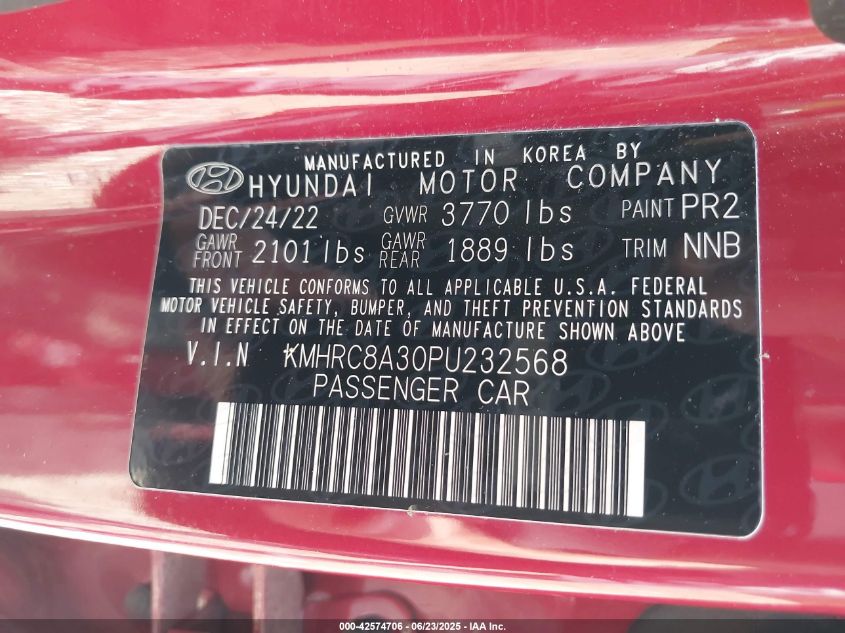 MANUFACTURED IN KOREA BY
HYUNDAI MOTOR COMPANY
DEC/24/22 GVWR 3770 lbs PAINT PR2
GAWR FRONT 2101 lbs GAWR REAR 1889 lbs TRIM NNB
THIS VEHICLE CONFORMS TO ALL APPLICABLE U.S.A. FEDERAL
MOTOR VEHICLE SAFETY, BUMPER, AND THEFT PREVENTION STANDARDS
IN EFFECT ON THE DATE OF MANUFACTURE SHOWN ABOVE
V.I.N KMHRC8A30PU232568
PASSENGER CAR
000-42574706 - 06/23/2025 - IAA Inc.